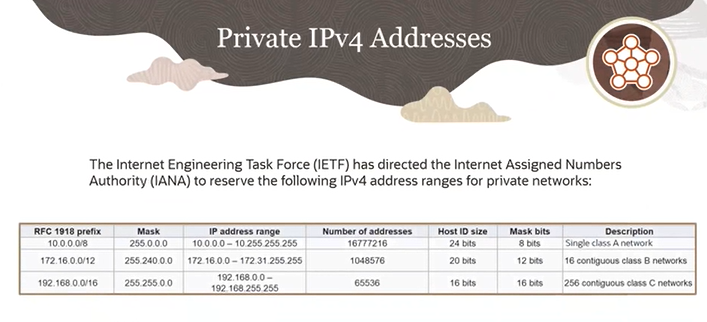 Private IPv4 Addresses
The Internet Engineering Task Force (IETF) has directed the Internet Assigned Numbers
Authority (IANA) to reserve the following IPv4 address ranges for private networks:
RFC 1918 prefix Mask IP address range Number of addresses Host ID size Mask bits Description
10.0.0.0/8 255.0.0.0 10.0.0.0 – 10.255.255.255 16777216 24 bits 8 bits Single class A network
172.16.0.0/12 255.240.0.0 172.16.0.0 – 172.31.255.255 1048576 20 bits 12 bits 16 contiguous class B networks
192.168.0.0/16 255.255.0.0 192.168.0.0 – 192.168.255.255 65536 16 bits 16 bits 256 contiguous class C networks